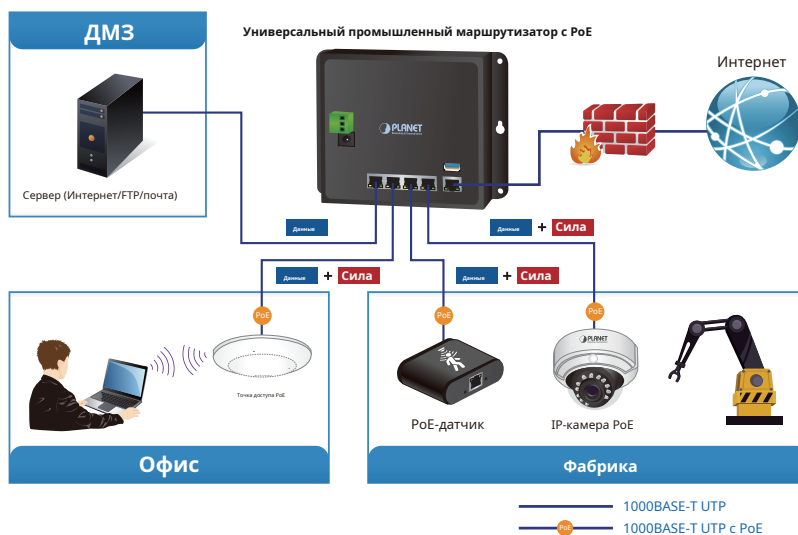 ДМЗ
Универсальный промышленный маршрутизатор с PoE
Интернет
PLANET
Сервер (Интернет/FTP/почта)
Данные
Данные + Сила
Данные + Сила
Данные + Сила
PoE
PoE
PoE
PLANET
Точка доступа PoE
PoE-датчик
IP-камера PoE
Офис
Фабрика
1000BASE-T UTP
PoE
1000BASE-T UTP с PoE